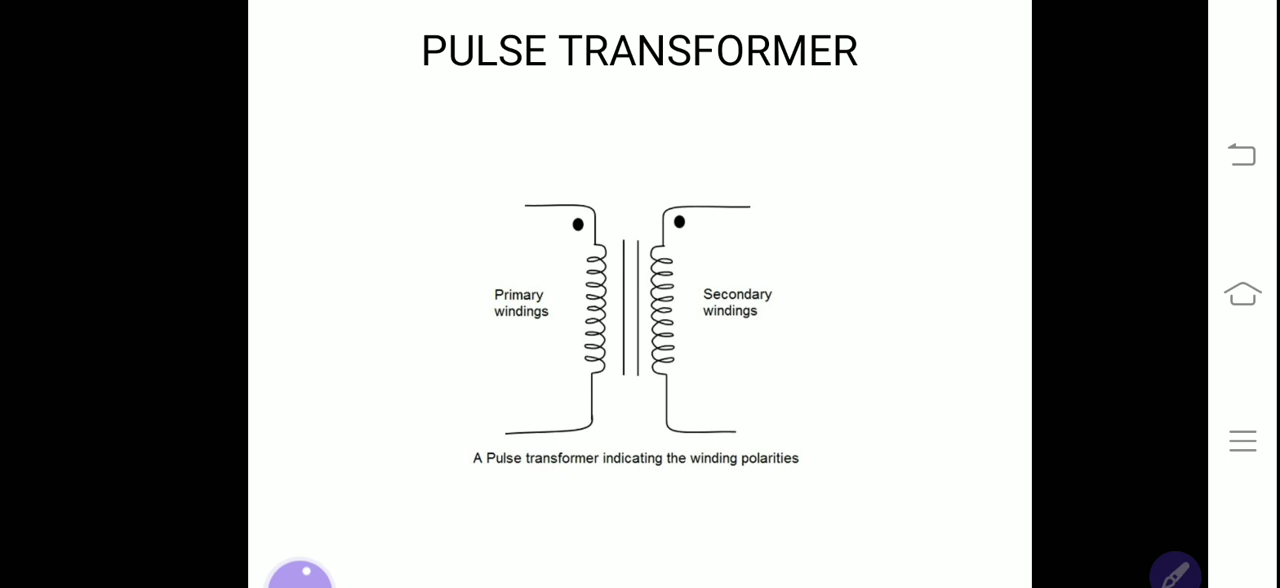 PULSE TRANSFORMER
Primary
windings
Secondary
windings
A Pulse transformer indicating the winding polarities